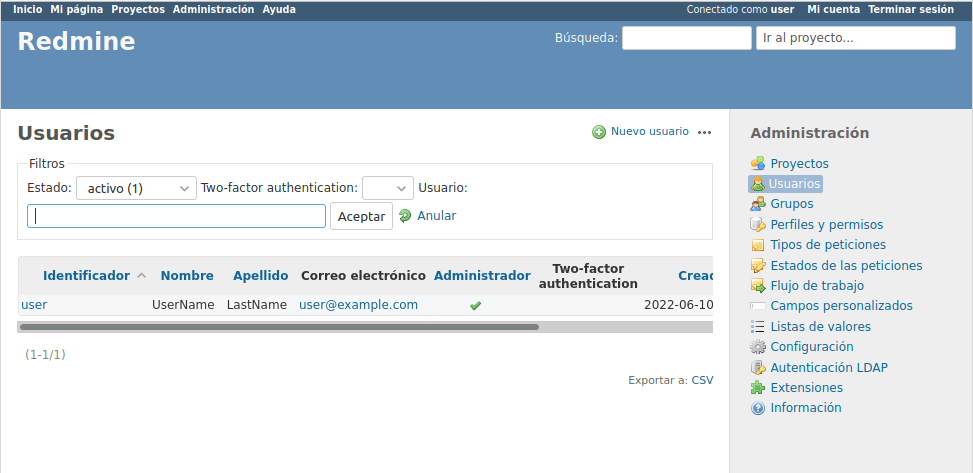 Inicio Mi página Proyectos Administración Ayuda
Conectado como user Mi cuenta Terminar sesión
Redmine
Búsqueda: Ir al proyecto...
Usuarios
Nuevo usuario
Filtros
Estado: activo (1) Two-factor authentication: Usuario:
Aceptar Anular
Identificador Nombre Apellido Correo electrónico Administrador Two-factor authentication
user UserName LastName user@example.com 2022-06-10
(1-1/1)
Exportar a: CSV
Administración
Proyectos
Usuarios
Grupos
Perfiles y permisos
Tipos de peticiones
Estados de las peticiones
Flujo de trabajo
Campos personalizados
Listas de valores
Configuración
Autenticación LDAP
Extensiones
Información